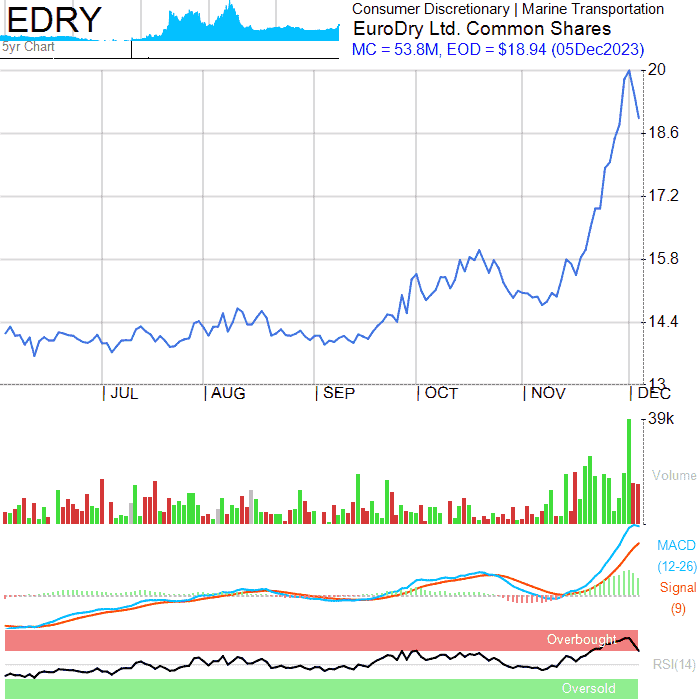 EDRY
5yr Chart
Consumer Discretionary | Marine Transportation
EuroDry Ltd. Common Shares
MC = 53.8M, EOD = $18.94 (05Dec2023)
20
18.6
17.2
15.8
14.4
13
| JUL | AUG | SEP | OCT | NOV | DEC
39k
Volume
MACD
(12-26)
Signal
(9)
Overbought
RSI(14)
Oversold